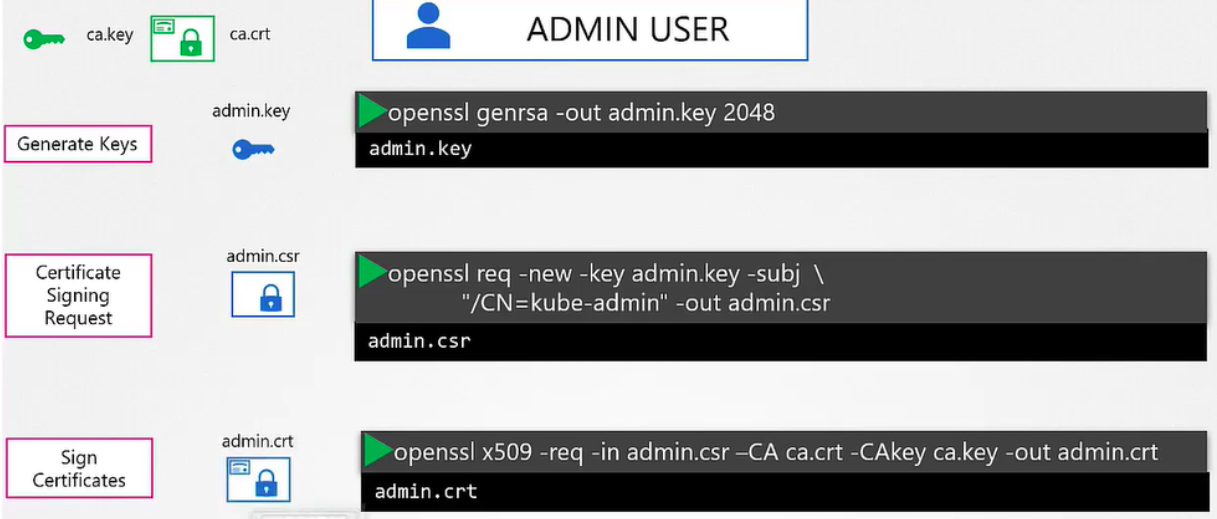 ca.key
ca.crt
ADMIN USER
admin.key
Generate Keys
openssl genrsa -out admin.key 2048
admin.key
admin.csr
Certificate
Signing
Request
openssl req -new -key admin.key -subj \
"/CN=kube-admin" -out admin.csr
admin.csr
admin.crt
Sign
Certificates
openssl x509 -req -in admin.csr –CA ca.crt -CAkey ca.key -out admin.crt
admin.crt